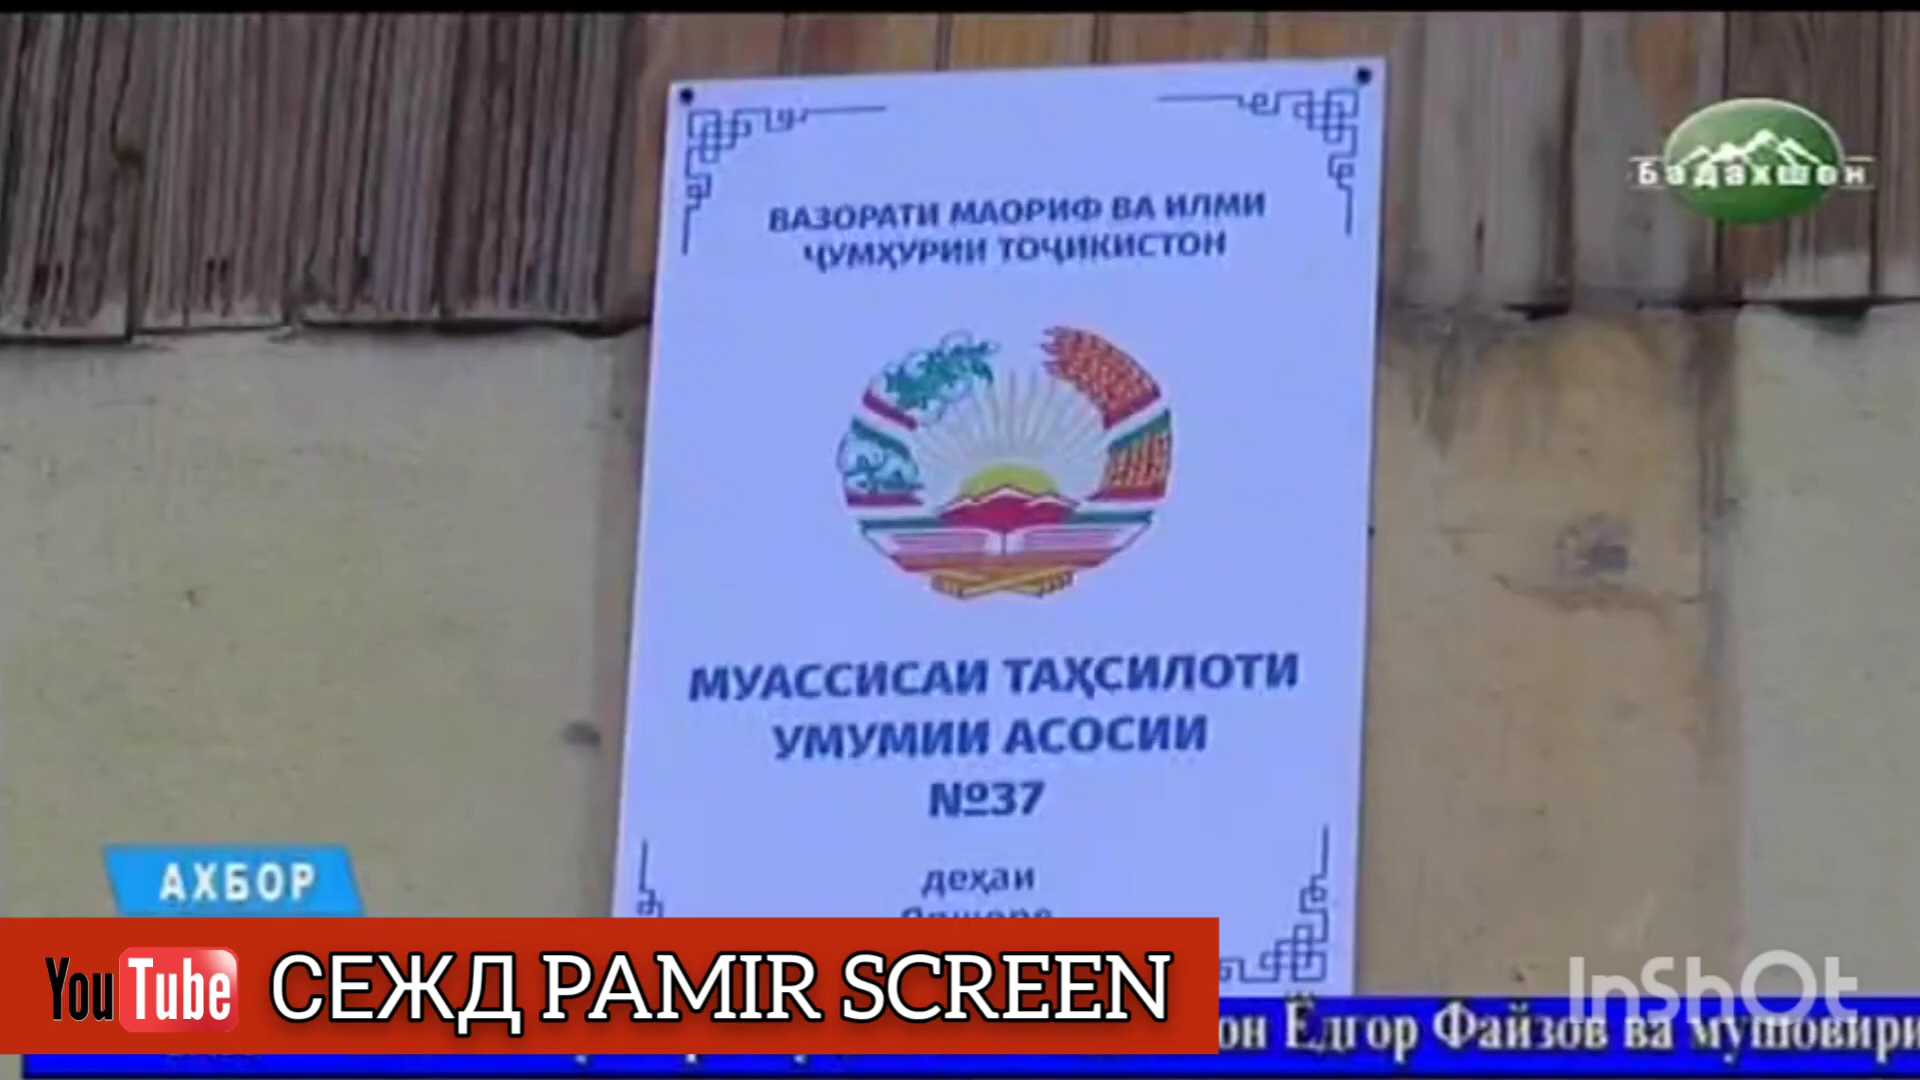 Бадахшон
ВАЗОРАТИ МАОРИФ ВА ИЛМИ
ҶУМҲУРИИ ТОҶИКИСТОН
МУАССИСАИ ТАҲСИЛОТИ
УМУМИИ АСОСИИ
№37
деҳаи
АХБОР
YouTube СЕЖД PAMIR SCREEN
InShOt
он Ёдгор Файзов ва мушовири